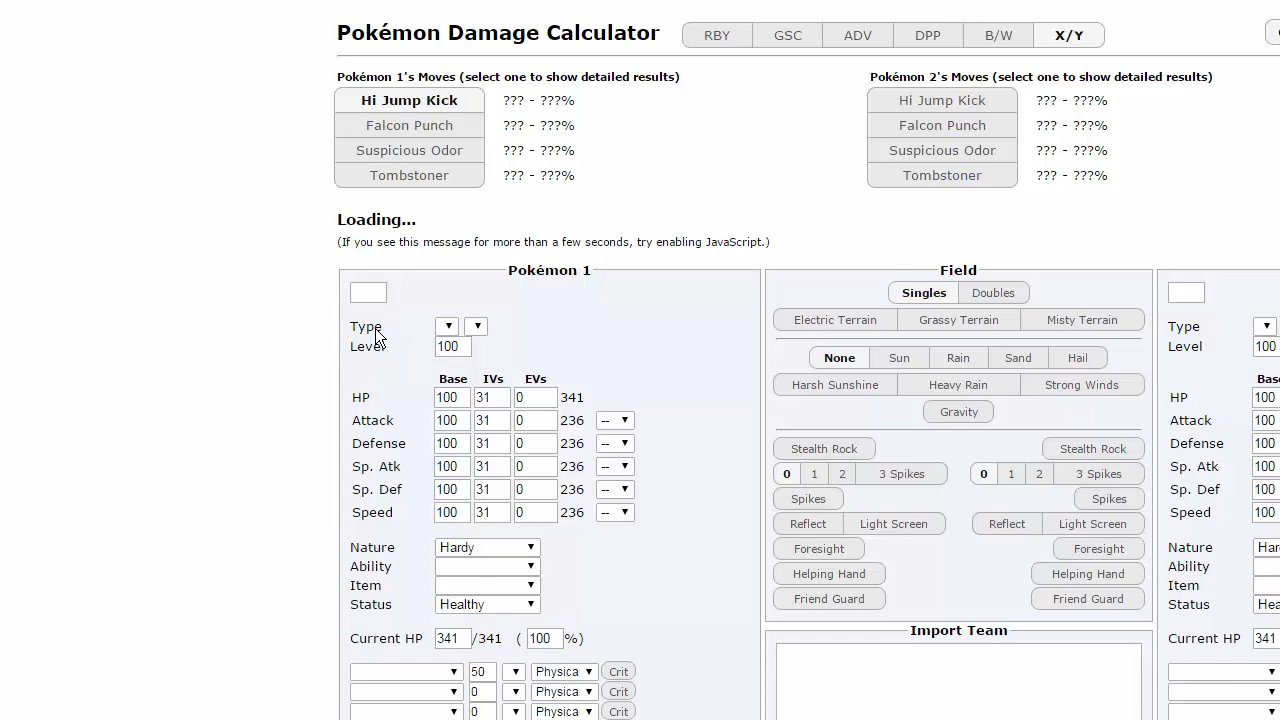 Pokémon Damage Calculator RBY GSC ADV DPP B/W X/Y
Pokémon 1's Moves (select one to show detailed results)
Hi Jump Kick ??? - ???%
Falcon Punch ??? - ???%
Suspicious Odor ??? - ???%
Tombstoner ??? - ???%
Pokémon 2's Moves (select one to show detailed results)
Hi Jump Kick ??? - ???%
Falcon Punch ??? - ???%
Suspicious Odor ??? - ???%
Tombstoner ??? - ???%
Loading...
(If you see this message for more than a few seconds, try enabling JavaScript.)
Pokémon 1
Type
Level 100
Base IVs EVs
HP 100 31 0 341
Attack 100 31 0 236 --
Defense 100 31 0 236 --
Sp. Atk 100 31 0 236 --
Sp. Def 100 31 0 236 --
Speed 100 31 0 236 --
Nature Hardy
Ability
Item
Status Healthy
Current HP 341 /341 ( 100 %)
50 Physica Crit
0 Physica Crit
0 Physica Crit
Field
Singles Doubles
Electric Terrain Grassy Terrain Misty Terrain
None Sun Rain Sand Hail
Harsh Sunshine Heavy Rain Strong Winds
Gravity
Stealth Rock Stealth Rock
0 1 2 3 Spikes 0 1 2 3 Spikes
Spikes Spikes
Reflect Light Screen Reflect Light Screen
Foresight Foresight
Helping Hand Helping Hand
Friend Guard Friend Guard
Import Team
Type
Level 100
Base
HP 100
Attack 100
Defense 100
Sp. Atk 100
Sp. Def 100
Speed 100
Nature Har
Ability
Item
Status Hea
Current HP 341